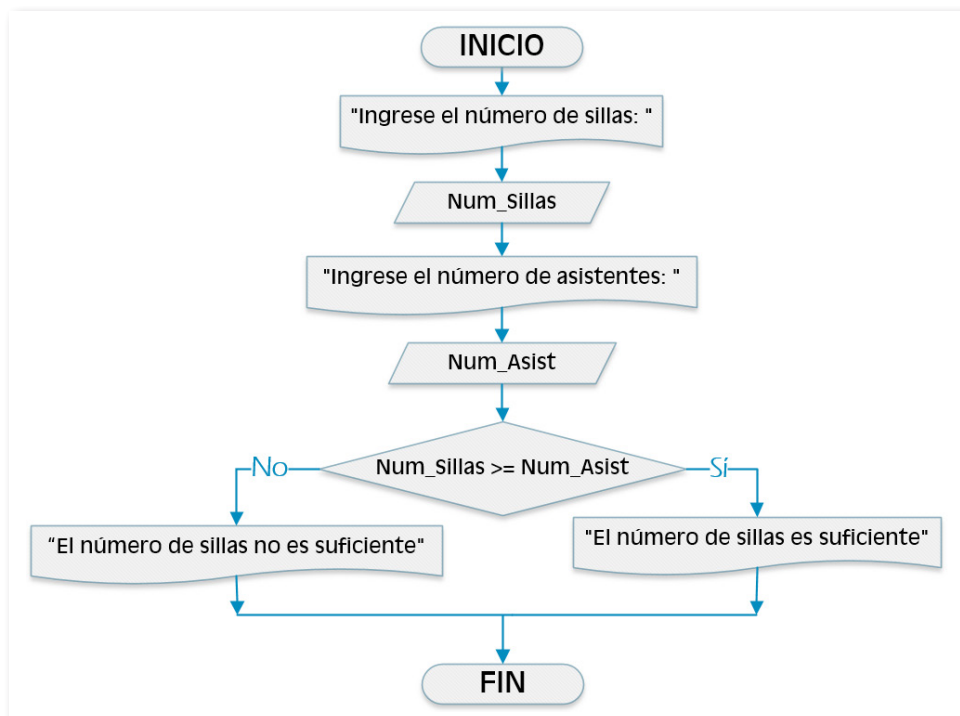 INICIO
"Ingrese el número de sillas: "
Num_Sillas
"Ingrese el número de asistentes: "
Num_Asist
No
Num_Sillas >= Num_Asist
Sí
“El número de sillas no es suficiente"
"El número de sillas es suficiente"
FIN